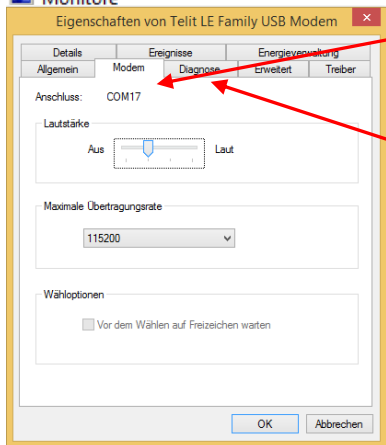 Monitore
Eigenschaften von Telit LE Family USB Modem
Details Ereignisse Energieverwaltung
Allgemein Modem Diagnose Erweitert Treiber
Anschluss: COM17
Lautstärke
Aus Laut
Maximale Übertragungsrate
115200
Wähloptionen
Vor dem Wählen auf Freizeichen warten
OK Abbrechen